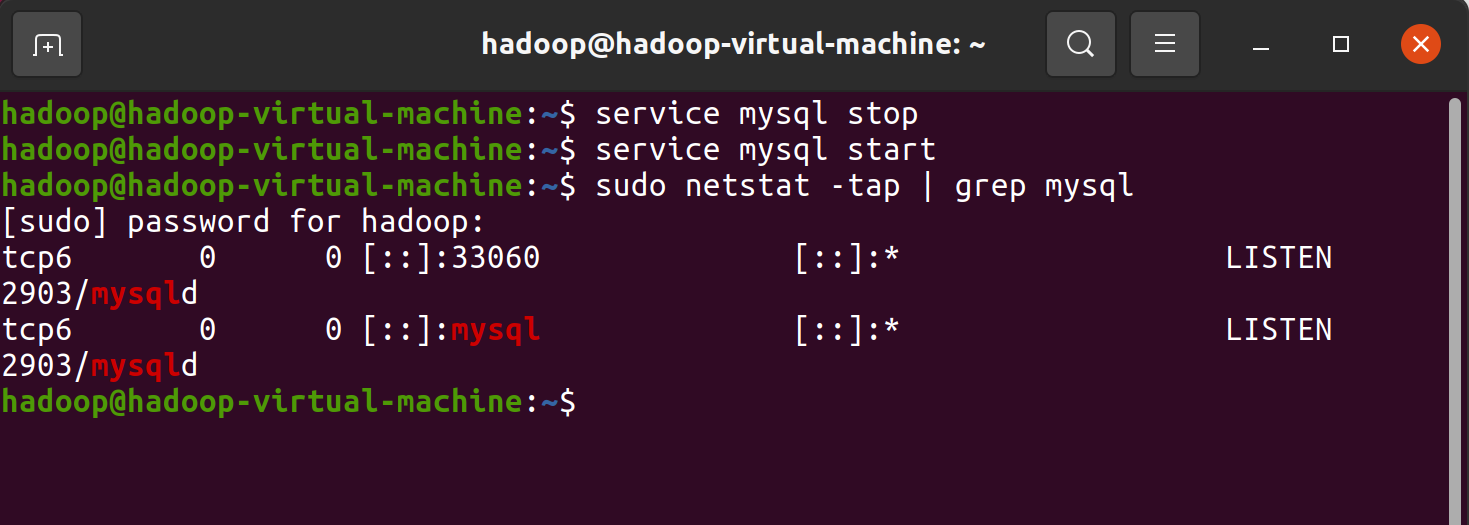 hadoop@hadoop-virtual-machine: ~
hadoop@hadoop-virtual-machine:~$ service mysql stop
hadoop@hadoop-virtual-machine:~$ service mysql start
hadoop@hadoop-virtual-machine:~$ sudo netstat -tap | grep mysql
[sudo] password for hadoop:
tcp6       0      0 [::]:33060              [::]:*                  LISTEN
2903/mysqld
tcp6       0      0 [::]:mysql              [::]:*                  LISTEN
2903/mysqld
hadoop@hadoop-virtual-machine:~$